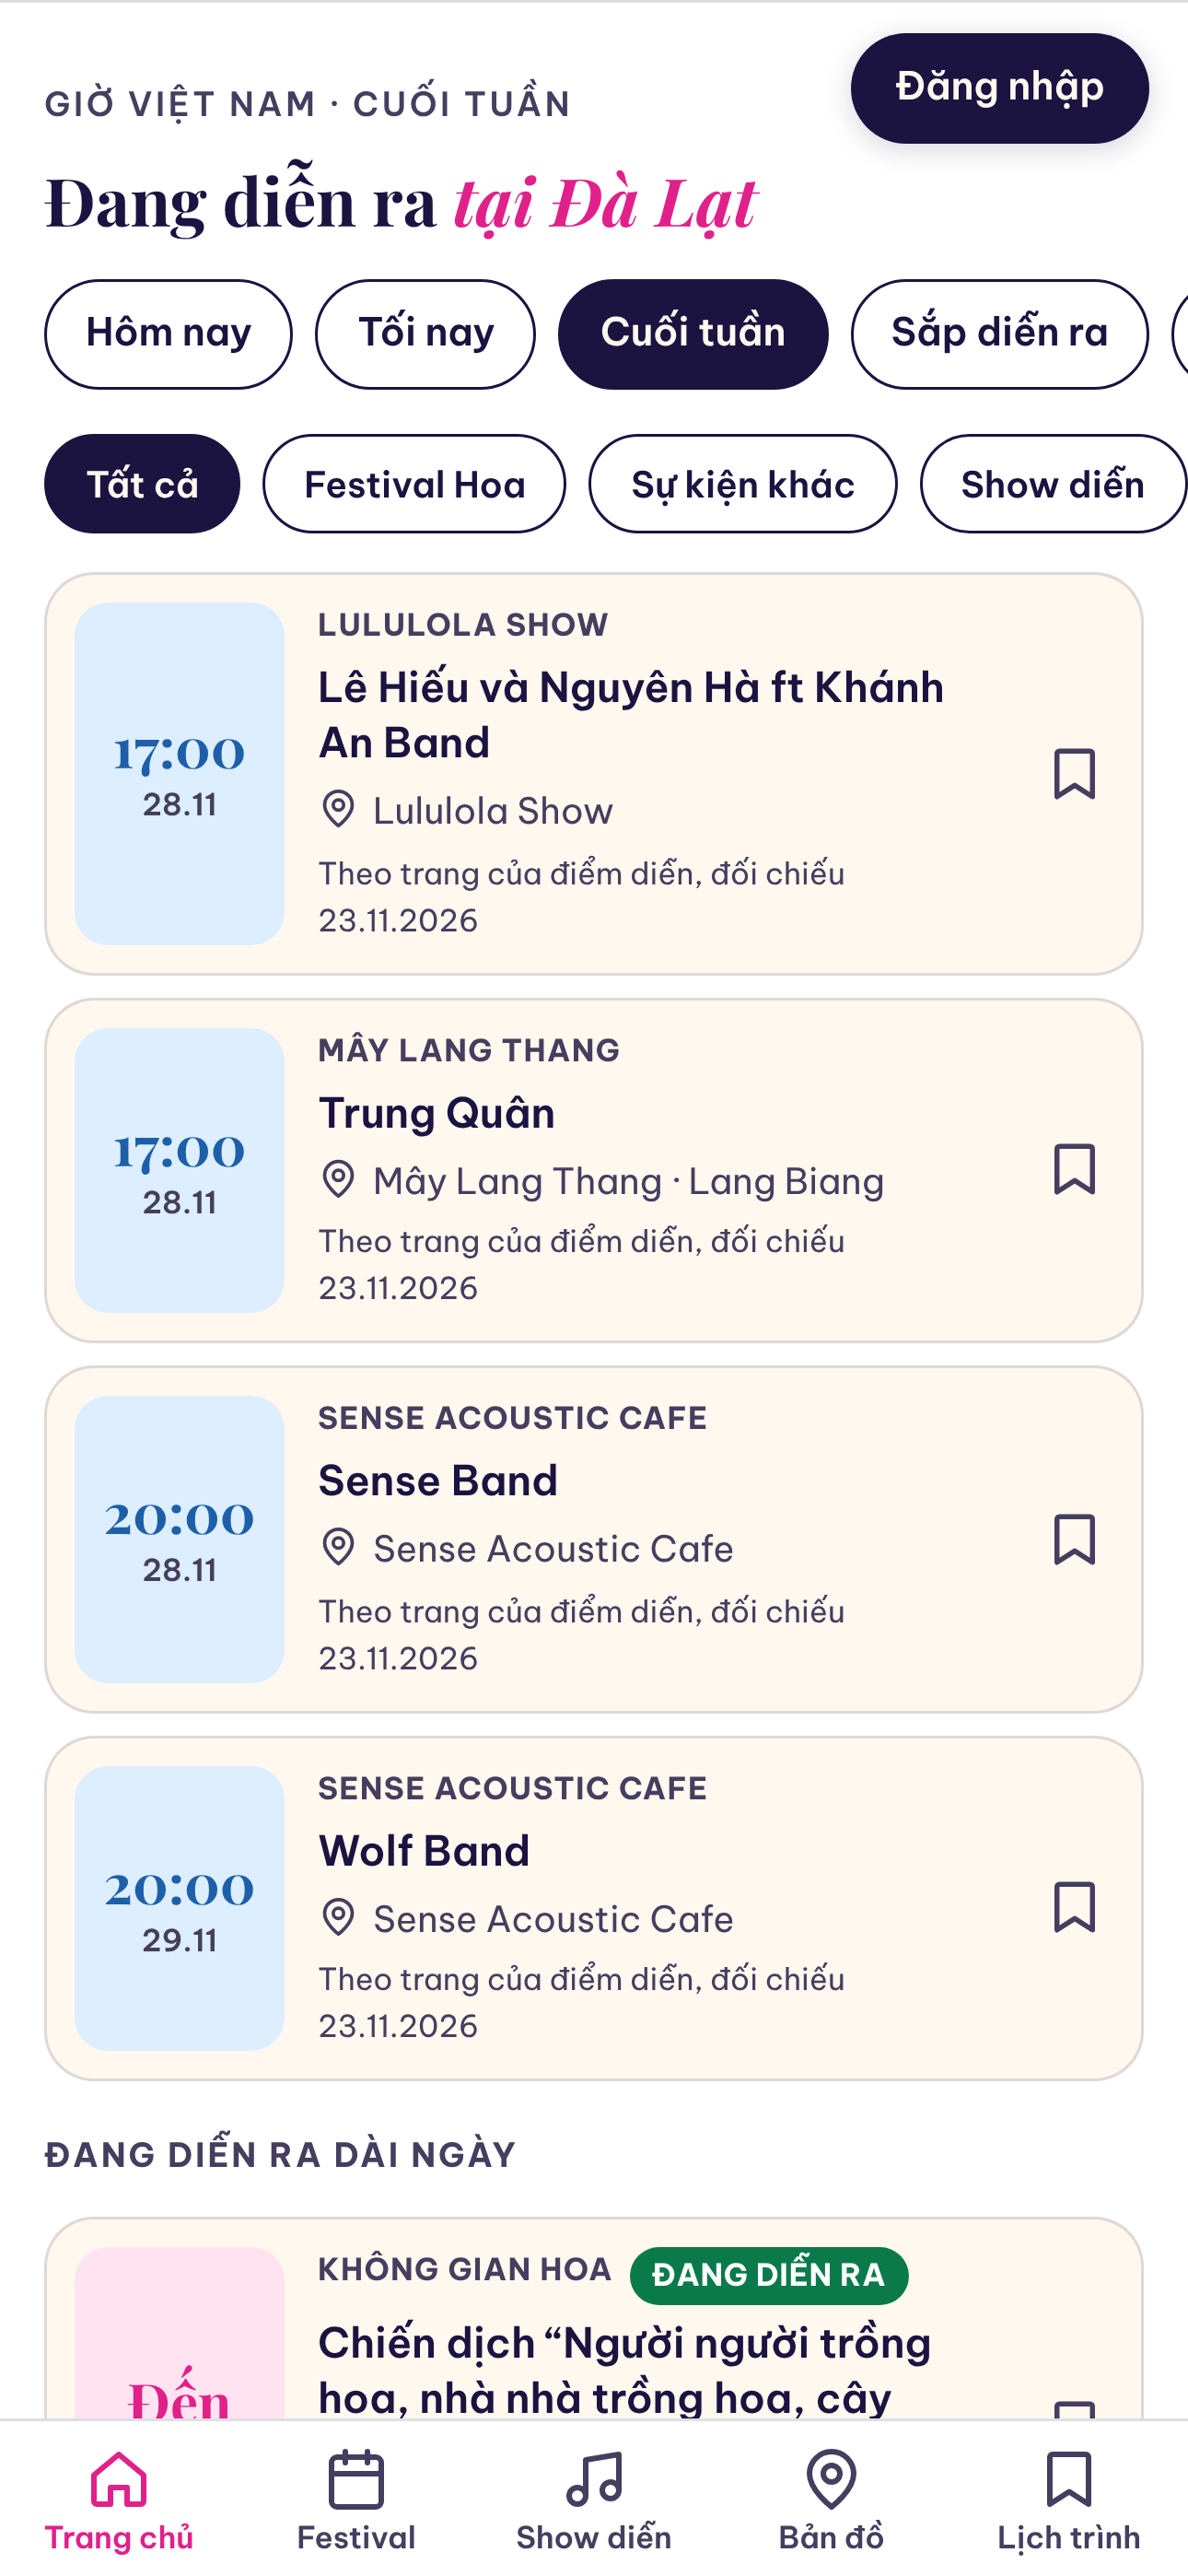 Đăng nhập
GIỜ VIỆT NAM · CUỐI TUẦN
Đang diễn ra tại Đà Lạt
Hôm nay
Tối nay
Cuối tuần
Sắp diễn ra
Tất cả
Festival Hoa
Sự kiện khác
Show diễn
17:00
28.11
LULULOLA SHOW
Lê Hiếu và Nguyên Hà ft Khánh
An Band
Lululola Show
Theo trang của điểm diễn, đối chiếu
23.11.2026
17:00
28.11
MÂY LANG THANG
Trung Quân
Mây Lang Thang · Lang Biang
Theo trang của điểm diễn, đối chiếu
23.11.2026
20:00
28.11
SENSE ACOUSTIC CAFE
Sense Band
Sense Acoustic Cafe
Theo trang của điểm diễn, đối chiếu
23.11.2026
20:00
29.11
SENSE ACOUSTIC CAFE
Wolf Band
Sense Acoustic Cafe
Theo trang của điểm diễn, đối chiếu
23.11.2026
ĐANG DIỄN RA DÀI NGÀY
Đến
KHÔNG GIAN HOA
ĐANG DIỄN RA
Chiến dịch “Người người trồng
hoa, nhà nhà trồng hoa, cây
Trang chủ
Festival
Show diễn
Bản đồ
Lịch trình